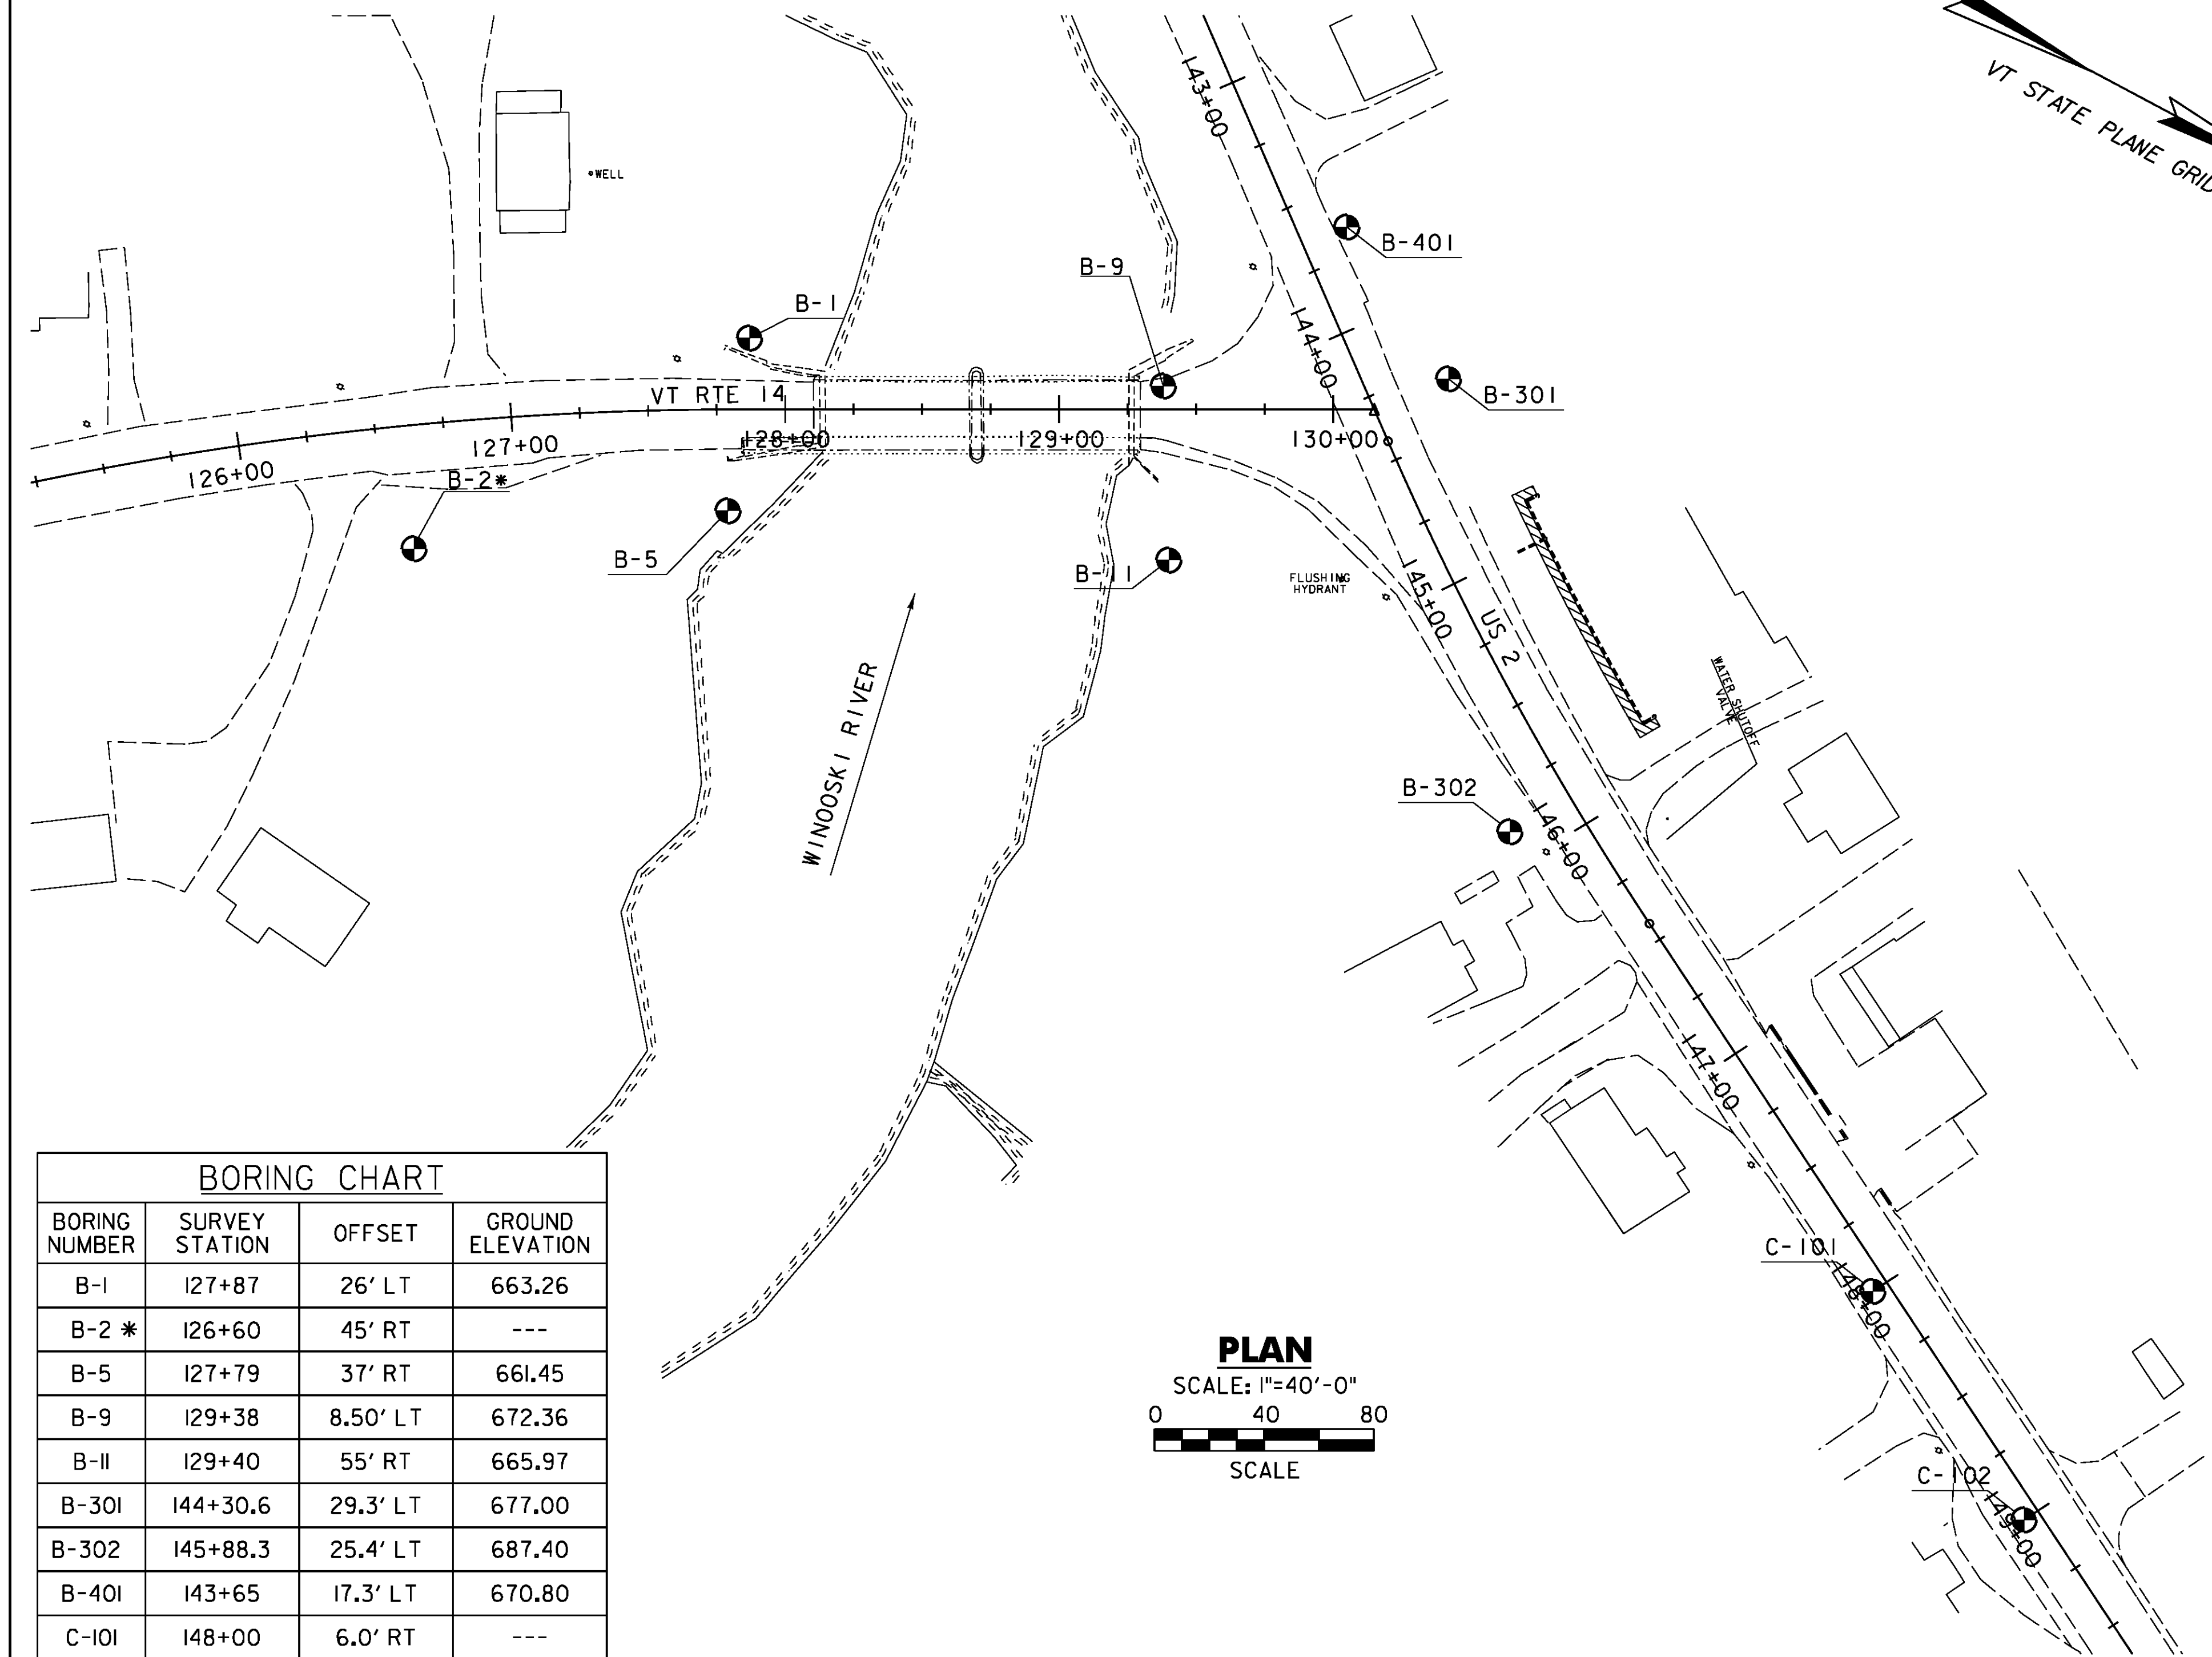 VT STATE PLANE GRID
143+00
WELL
B-401
B-9
B-1
144+00
B-301
VT RTE 14
126+00
127+00
128+00
129+00
130+00
B-2*
B-5
B-11
FLUSHING
HYDRANT
145+00
US 2
WATER SHUTOFF
VALVE
WINOOSKI RIVER
B-302
146+00
147+00
C-101
148+00
C-102
149+00
BORING CHART
BORING NUMBER SURVEY STATION OFFSET GROUND ELEVATION
B-1 127+87 26' LT 663.26
B-2 * 126+60 45' RT ---
B-5 127+79 37' RT 661.45
B-9 129+38 8.50' LT 672.36
B-11 129+40 55' RT 665.97
B-301 144+30.6 29.3' LT 677.00
B-302 145+88.3 25.4' LT 687.40
B-401 143+65 17.3' LT 670.80
C-101 148+00 6.0' RT ---
PLAN
SCALE: 1"=40'-0"
0 40 80
SCALE